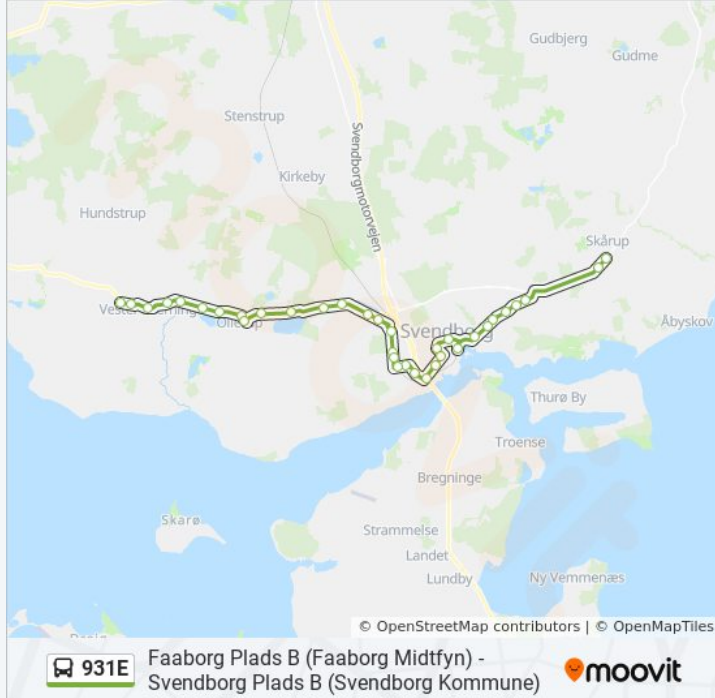 Gudbjerg
Gudme
Stenstrup
Svendborgmotorvejen
Kirkeby
Hundstrup
Skårup
Ollerup
Svendborg
Åbyskov
Thurø By
Troense
Bregninge
Skarø
Strammelse
Landet
Lundby
Ny Vemmenæs
© OpenStreetMap contributors | © OpenMapTiles
931E
Faaborg Plads B (Faaborg Midtfyn) -
Svendborg Plads B (Svendborg Kommune)
moovit